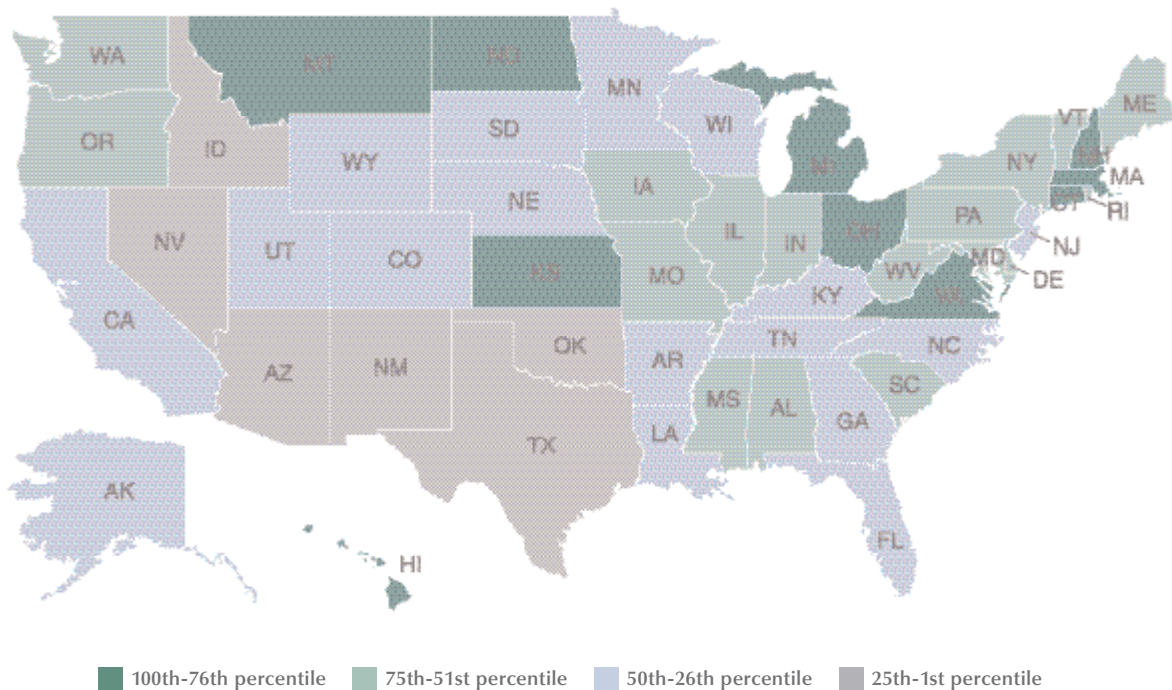 WA
MT
ND
MN
VT
ME
OR
ID
SD
WI
MI
NY
NH
MA
WY
IA
NE
PA
CT
RI
NV
UT
CO
IL
IN
OH
NJ
KS
MO
WV
MD
DE
CA
KY
VA
AZ
NM
OK
AR
TN
NC
MS
AL
SC
TX
LA
GA
AK
FL
HI
100th-76th percentile
75th-51st percentile
50th-26th percentile
25th-1st percentile